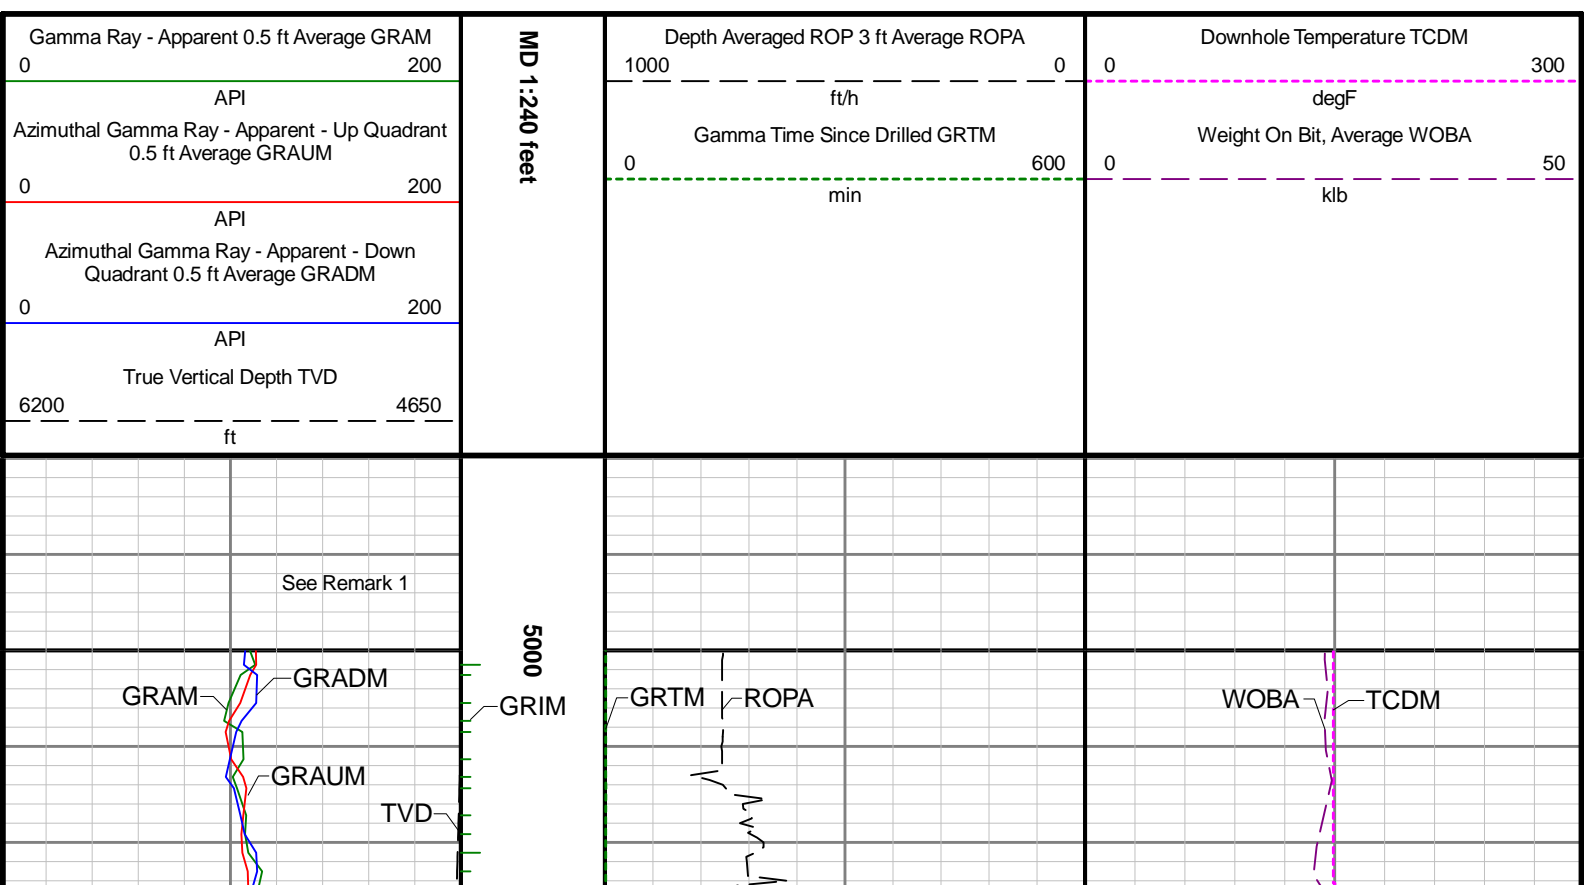 Gamma Ray - Apparent 0.5 ft Average GRAM
0 200
API
Azimuthal Gamma Ray - Apparent - Up Quadrant
0.5 ft Average GRAUM
0 200
API
Azimuthal Gamma Ray - Apparent - Down
Quadrant 0.5 ft Average GRADM
0 200
API
True Vertical Depth TVD
6200 4650
ft
MD 1:240 feet
Depth Averaged ROP 3 ft Average ROPA
1000 0
ft/h
Gamma Time Since Drilled GRTM
0 600
min
Downhole Temperature TCDM
0 300
degF
Weight On Bit, Average WOBA
0 50
klb
See Remark 1
5000
GRADM
GRAM
GRIM
GRTM
ROPA
WOBA
TCDM
GRAUM
TVD